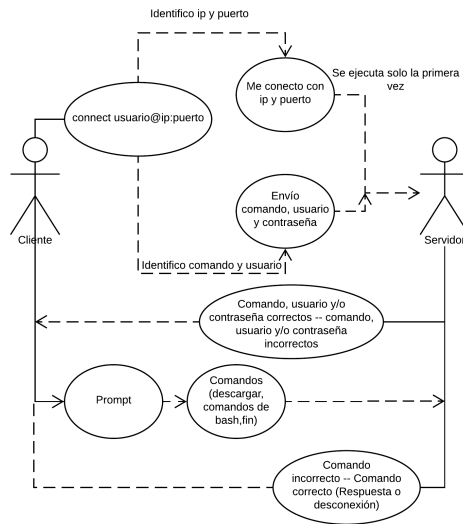 Identifico ip y puerto
Se ejecuta solo la primera
vez
Me conecto con
ip y puerto
connect usuario@ip:puerto
Envío
comando, usuario
y contraseña
Cliente
Servidor
Identifico comando y usuario
Comando, usuario y/o
contraseña correctos -- comando,
usuario y/o contraseña
incorrectos
Prompt
Comandos
(descargar,
comandos de
bash,fin)
Comando
incorrecto -- Comando
correcto (Respuesta o
desconexión)